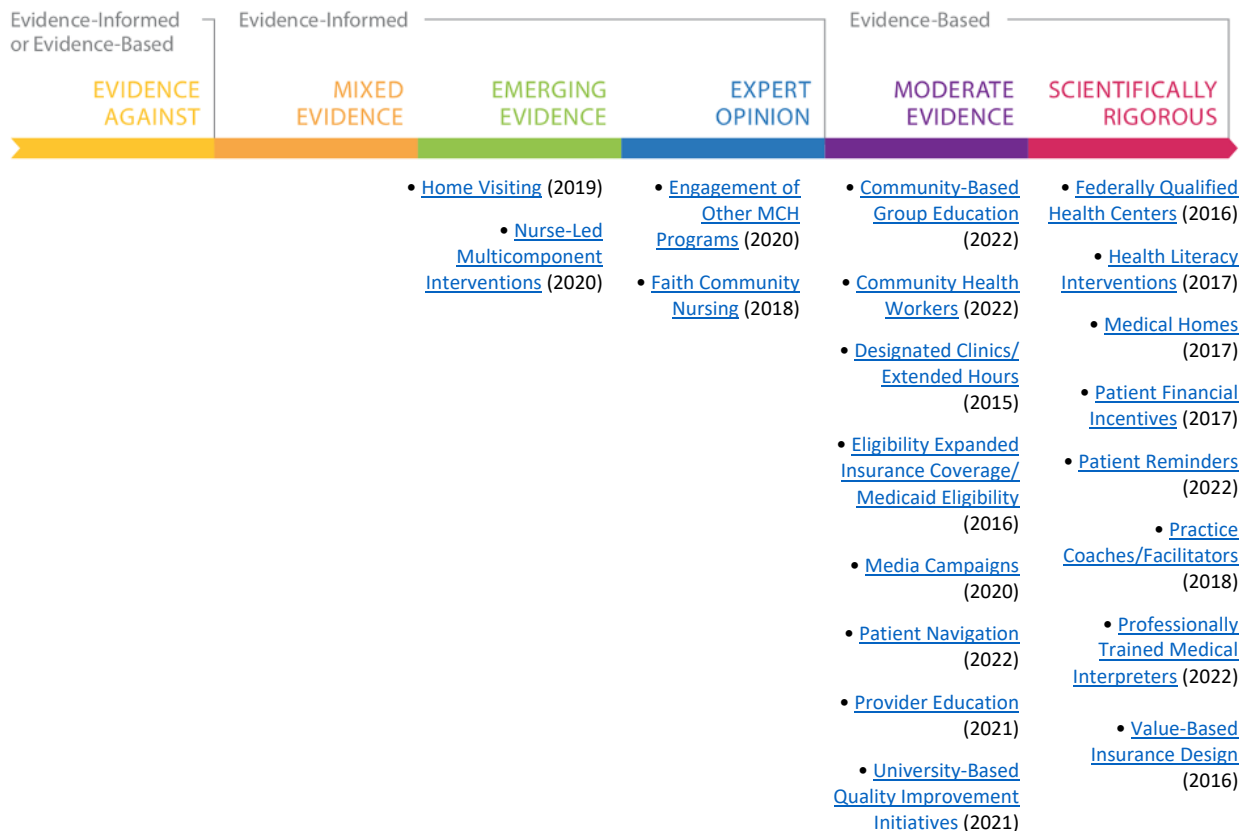 Evidence-Informed
or Evidence-Based
Evidence-Informed
Evidence-Based
EVIDENCE
AGAINST
MIXED
EVIDENCE
EMERGING
EVIDENCE
EXPERT
OPINION
MODERATE
EVIDENCE
SCIENTIFICALLY
RIGOROUS
• Home Visiting (2019)
• Nurse-Led
Multicomponent
Interventions (2020)
• Engagement of
Other MCH
Programs (2020)
• Faith Community
Nursing (2018)
• Community-Based
Group Education
(2022)
• Community Health
Workers (2022)
• Designated Clinics/
Extended Hours
(2015)
• Eligibility Expanded
Insurance Coverage/
Medicaid Eligibility
(2016)
• Media Campaigns
(2020)
• Patient Navigation
(2022)
• Provider Education
(2021)
• University-Based
Quality Improvement
Initiatives (2021)
• Federally Qualified
Health Centers (2016)
• Health Literacy
Interventions (2017)
• Medical Homes
(2017)
• Patient Financial
Incentives (2017)
• Patient Reminders
(2022)
• Practice
Coaches/Facilitators
(2018)
• Professionally
Trained Medical
Interpreters (2022)
• Value-Based
Insurance Design
(2016)